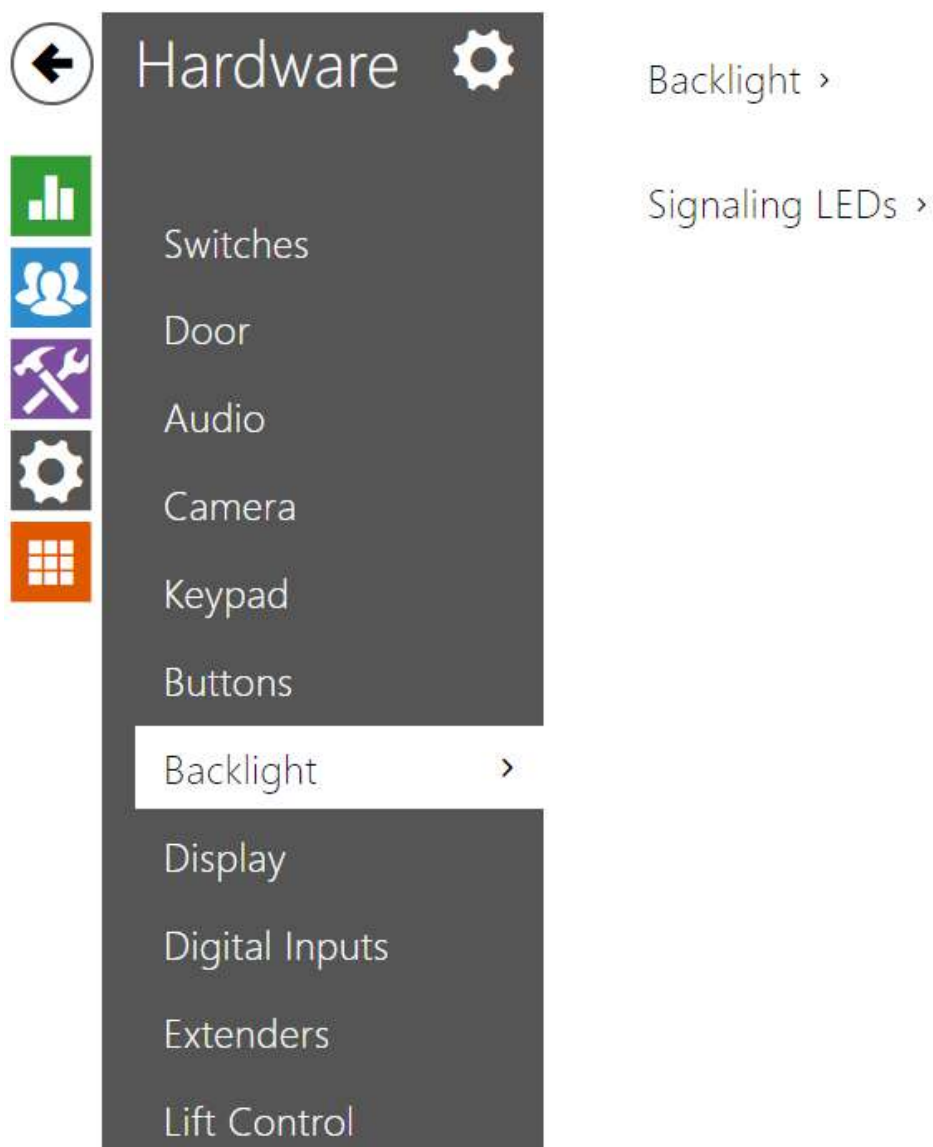 Hardware
Switches
Door
Audio
Camera
Keypad
Buttons
Backlight >
Display
Digital Inputs
Extenders
Lift Control
Backlight >
Signaling LEDs >